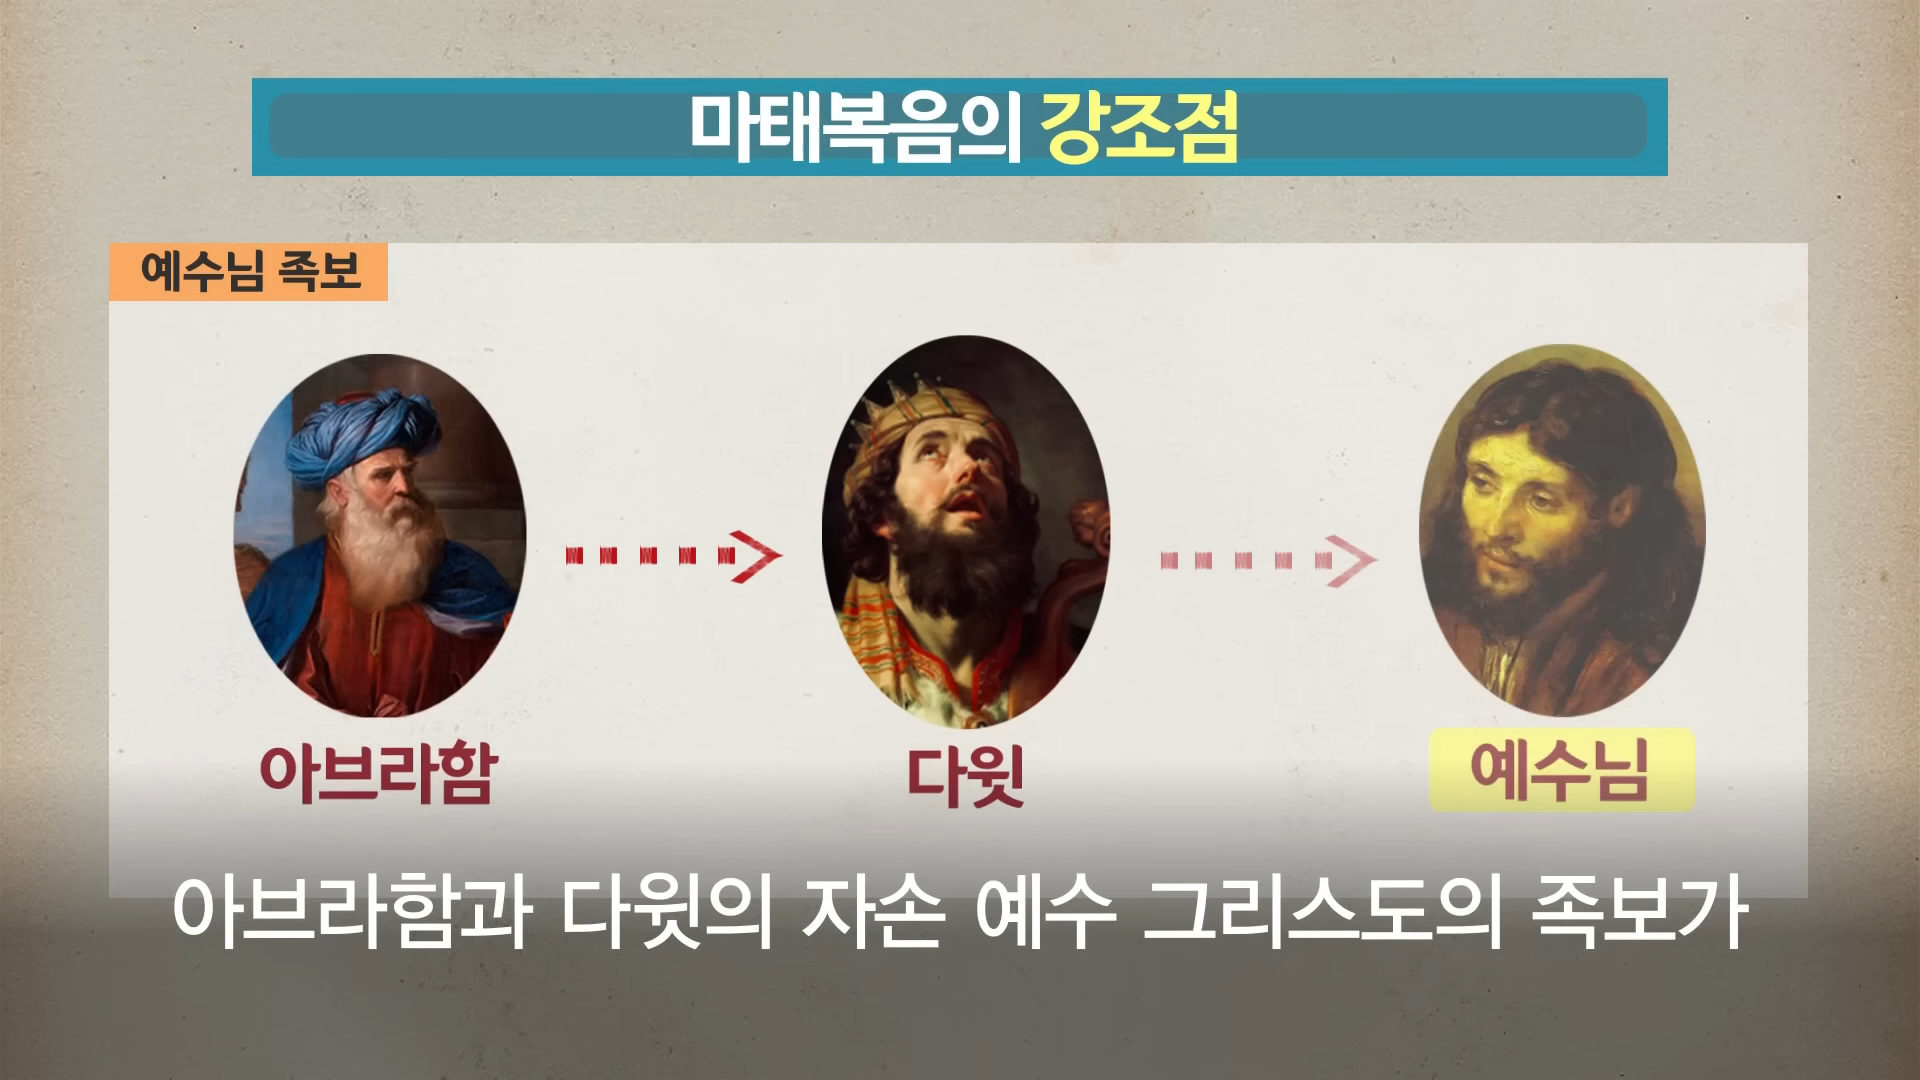 마태복음의 강조점
예수님 족보
아브라함
다윗
예수님
아브라함과 다윗의 자손 예수 그리스도의 족보가